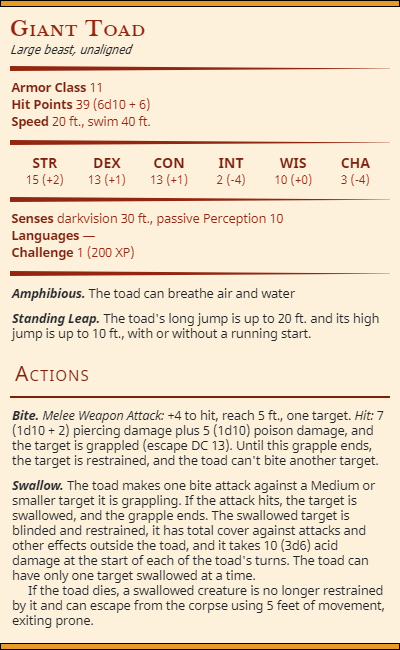 Giant Toad
Large beast, unaligned
Armor Class 11
Hit Points 39 (6d10 + 6)
Speed 20 ft., swim 40 ft.
STR DEX CON INT WIS CHA
15 (+2) 13 (+1) 13 (+1) 2 (-4) 10 (+0) 3 (-4)
Senses darkvision 30 ft., passive Perception 10
Languages —
Challenge 1 (200 XP)
Amphibious. The toad can breathe air and water
Standing Leap. The toad's long jump is up to 20 ft. and its high
jump is up to 10 ft., with or without a running start.
Actions
Bite. Melee Weapon Attack: +4 to hit, reach 5 ft., one target. Hit: 7
(1d10 + 2) piercing damage plus 5 (1d10) poison damage, and
the target is grappled (escape DC 13). Until this grapple ends,
the target is restrained, and the toad can't bite another target.
Swallow. The toad makes one bite attack against a Medium or
smaller target it is grappling. If the attack hits, the target is
swallowed, and the grapple ends. The swallowed target is
blinded and restrained, it has total cover against attacks and
other effects outside the toad, and it takes 10 (3d6) acid
damage at the start of each of the toad's turns. The toad can
have only one target swallowed at a time.
If the toad dies, a swallowed creature is no longer restrained
by it and can escape from the corpse using 5 feet of movement,
exiting prone.